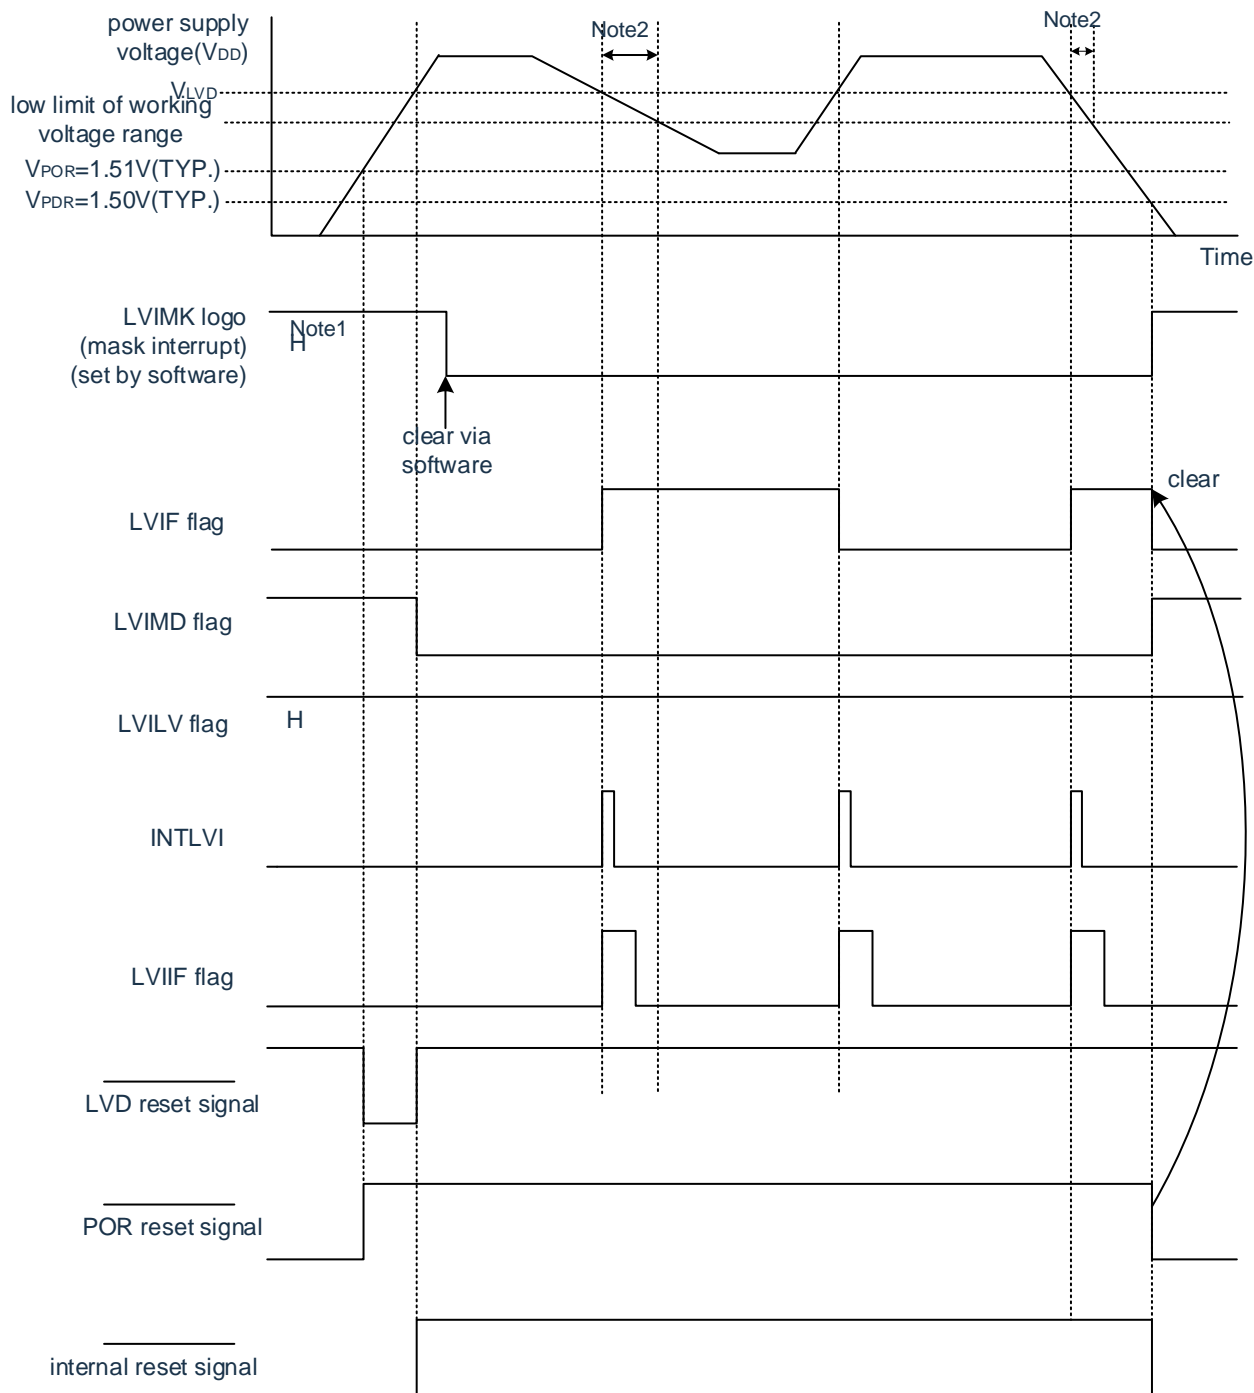 power supply
voltage(VDD)
Note2
Note2
VLVD
low limit of working
voltage range
VPOR=1.51V(TYP.)
VPDR=1.50V(TYP.)
Time
LVIMK logo
(mask interrupt)
(set by software)
Note1
H
clear via
software
clear
LVIF flag
LVIMD flag
LVILV flag
H
INTLVI
LVIIF flag
LVD reset signal
POR reset signal
internal reset signal